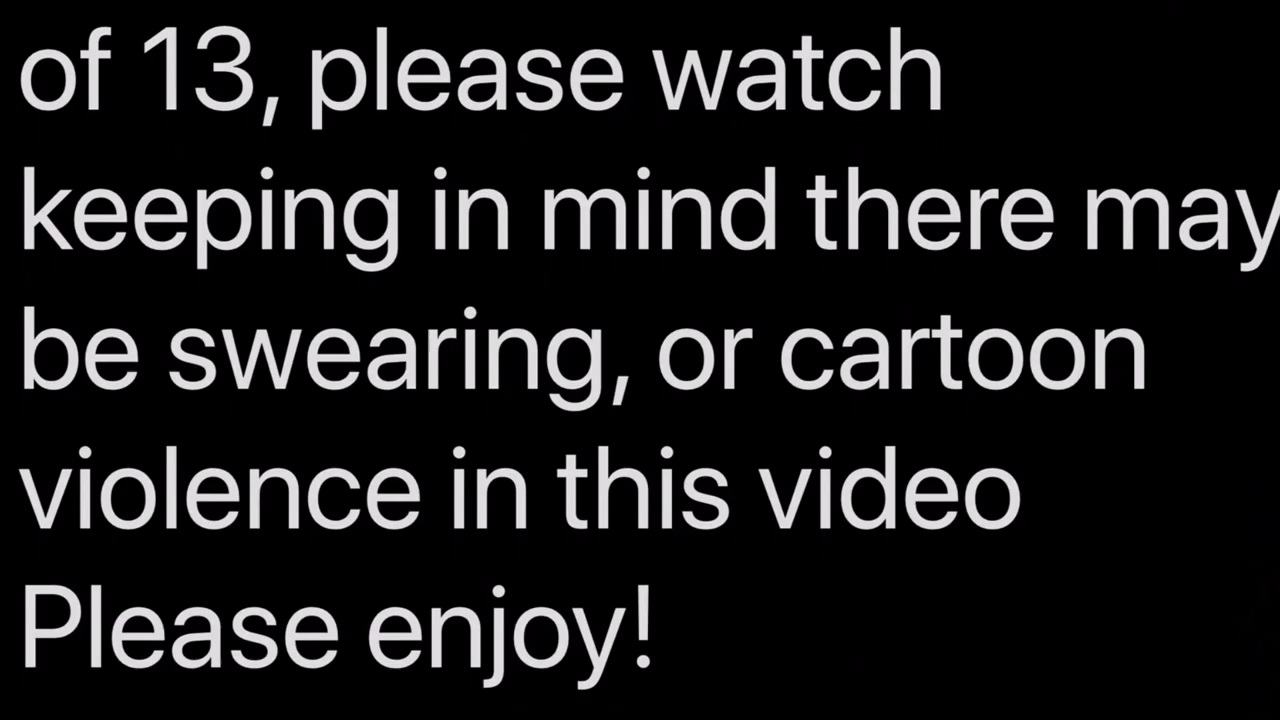 of 13, please watch
keeping in mind there may
be swearing, or cartoon
violence in this video
Please enjoy!